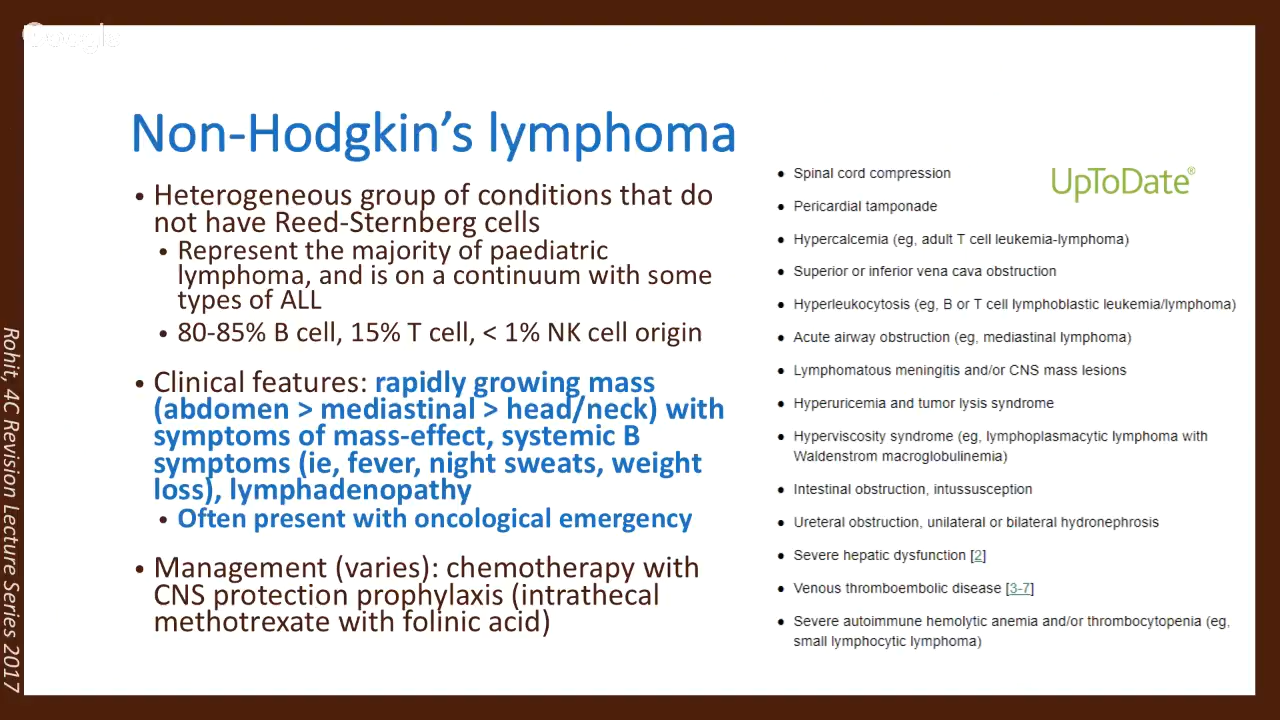 Google
Non-Hodgkin's lymphoma
• Heterogeneous group of conditions that do
not have Reed-Sternberg cells
• Represent the majority of paediatric
lymphoma, and is on a continuum with some
types of ALL
• 80-85% B cell, 15% T cell, < 1% NK cell origin
• Clinical features: rapidly growing mass
(abdomen > mediastinal > head/neck) with
symptoms of mass-effect, systemic B
symptoms (ie, fever, night sweats, weight
loss), lymphadenopathy
• Often present with oncological emergency
• Management (varies): chemotherapy with
CNS protection prophylaxis (intrathecal
methotrexate with folinic acid)
UpToDate®
• Spinal cord compression
• Pericardial tamponade
• Hypercalcemia (eg, adult T cell leukemia-lymphoma)
• Superior or inferior vena cava obstruction
• Hyperleukocytosis (eg, B or T cell lymphoblastic leukemia/lymphoma)
• Acute airway obstruction (eg, mediastinal lymphoma)
• Lymphomatous meningitis and/or CNS mass lesions
• Hyperuricemia and tumor lysis syndrome
• Hyperviscosity syndrome (eg, lymphoplasmacytic lymphoma with
Waldenstrom macroglobulinemia)
• Intestinal obstruction, intussusception
• Ureteral obstruction, unilateral or bilateral hydronephrosis
• Severe hepatic dysfunction [2]
• Venous thromboembolic disease [3-7]
• Severe autoimmune hemolytic anemia and/or thrombocytopenia (eg,
small lymphocytic lymphoma)
Rohit, 4C Revision Lecture Series 2017